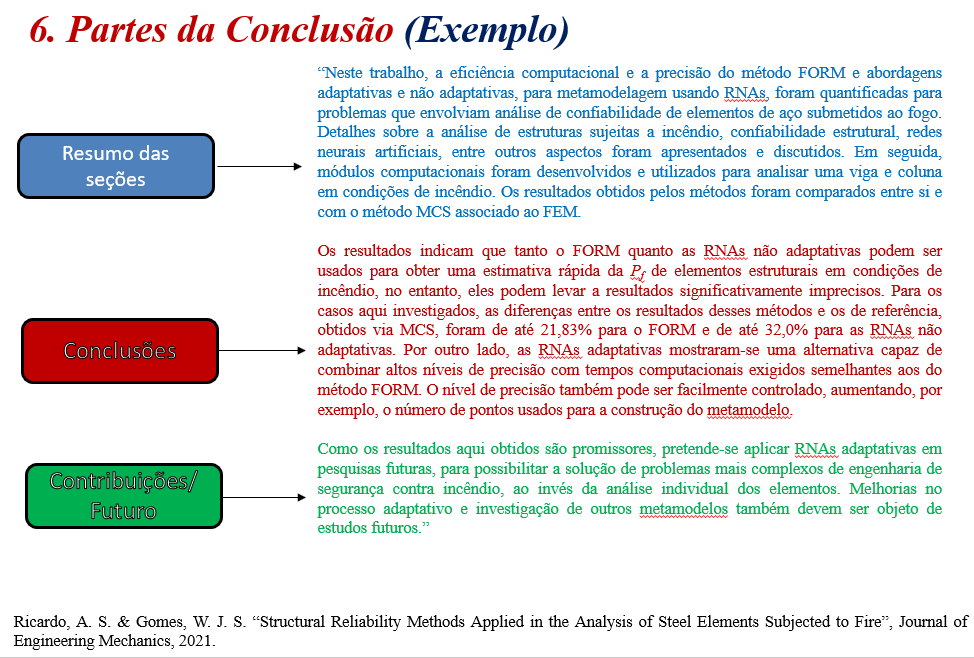 6. Partes da Conclusão (Exemplo)
Resumo das
seções
“Neste trabalho, a eficiência computacional e a precisão do método FORM e abordagens
adaptativas e não adaptativas, para metamodelagem usando RNAs, foram quantificadas para
problemas que envolviam análise de confiabilidade de elementos de aço submetidos ao fogo.
Detalhes sobre a análise de estruturas sujeitas a incêndio, confiabilidade estrutural, redes
neurais artificiais, entre outros aspectos foram apresentados e discutidos. Em seguida,
módulos computacionais foram desenvolvidos e utilizados para analisar uma viga e coluna
em condições de incêndio. Os resultados obtidos pelos métodos foram comparados entre si e
com o método MCS associado ao FEM.
Conclusões
Os resultados indicam que tanto o FORM quanto as RNAs não adaptativas podem ser
usados para obter uma estimativa rápida da Pf de elementos estruturais em condições de
incêndio, no entanto, eles podem levar a resultados significativamente imprecisos. Para os
casos aqui investigados, as diferenças entre os resultados desses métodos e os de referência,
obtidos via MCS, foram de até 21,83% para o FORM e de até 32,0% para as RNAs não
adaptativas. Por outro lado, as RNAs adaptativas mostraram-se uma alternativa capaz de
combinar altos níveis de precisão com tempos computacionais exigidos semelhantes aos do
método FORM. O nível de precisão também pode ser facilmente controlado, aumentando, por
exemplo, o número de pontos usados para a construção do metamodelo.
Contribuições/
Futuro
Como os resultados aqui obtidos são promissores, pretende-se aplicar RNAs adaptativas em
pesquisas futuras, para possibilitar a solução de problemas mais complexos de engenharia de
segurança contra incêndio, ao invés da análise individual dos elementos. Melhorias no
processo adaptativo e investigação de outros metamodelos também devem ser objeto de
estudos futuros.”
Ricardo, A. S. & Gomes, W. J. S. “Structural Reliability Methods Applied in the Analysis of Steel Elements Subjected to Fire”, Journal of
Engineering Mechanics, 2021.